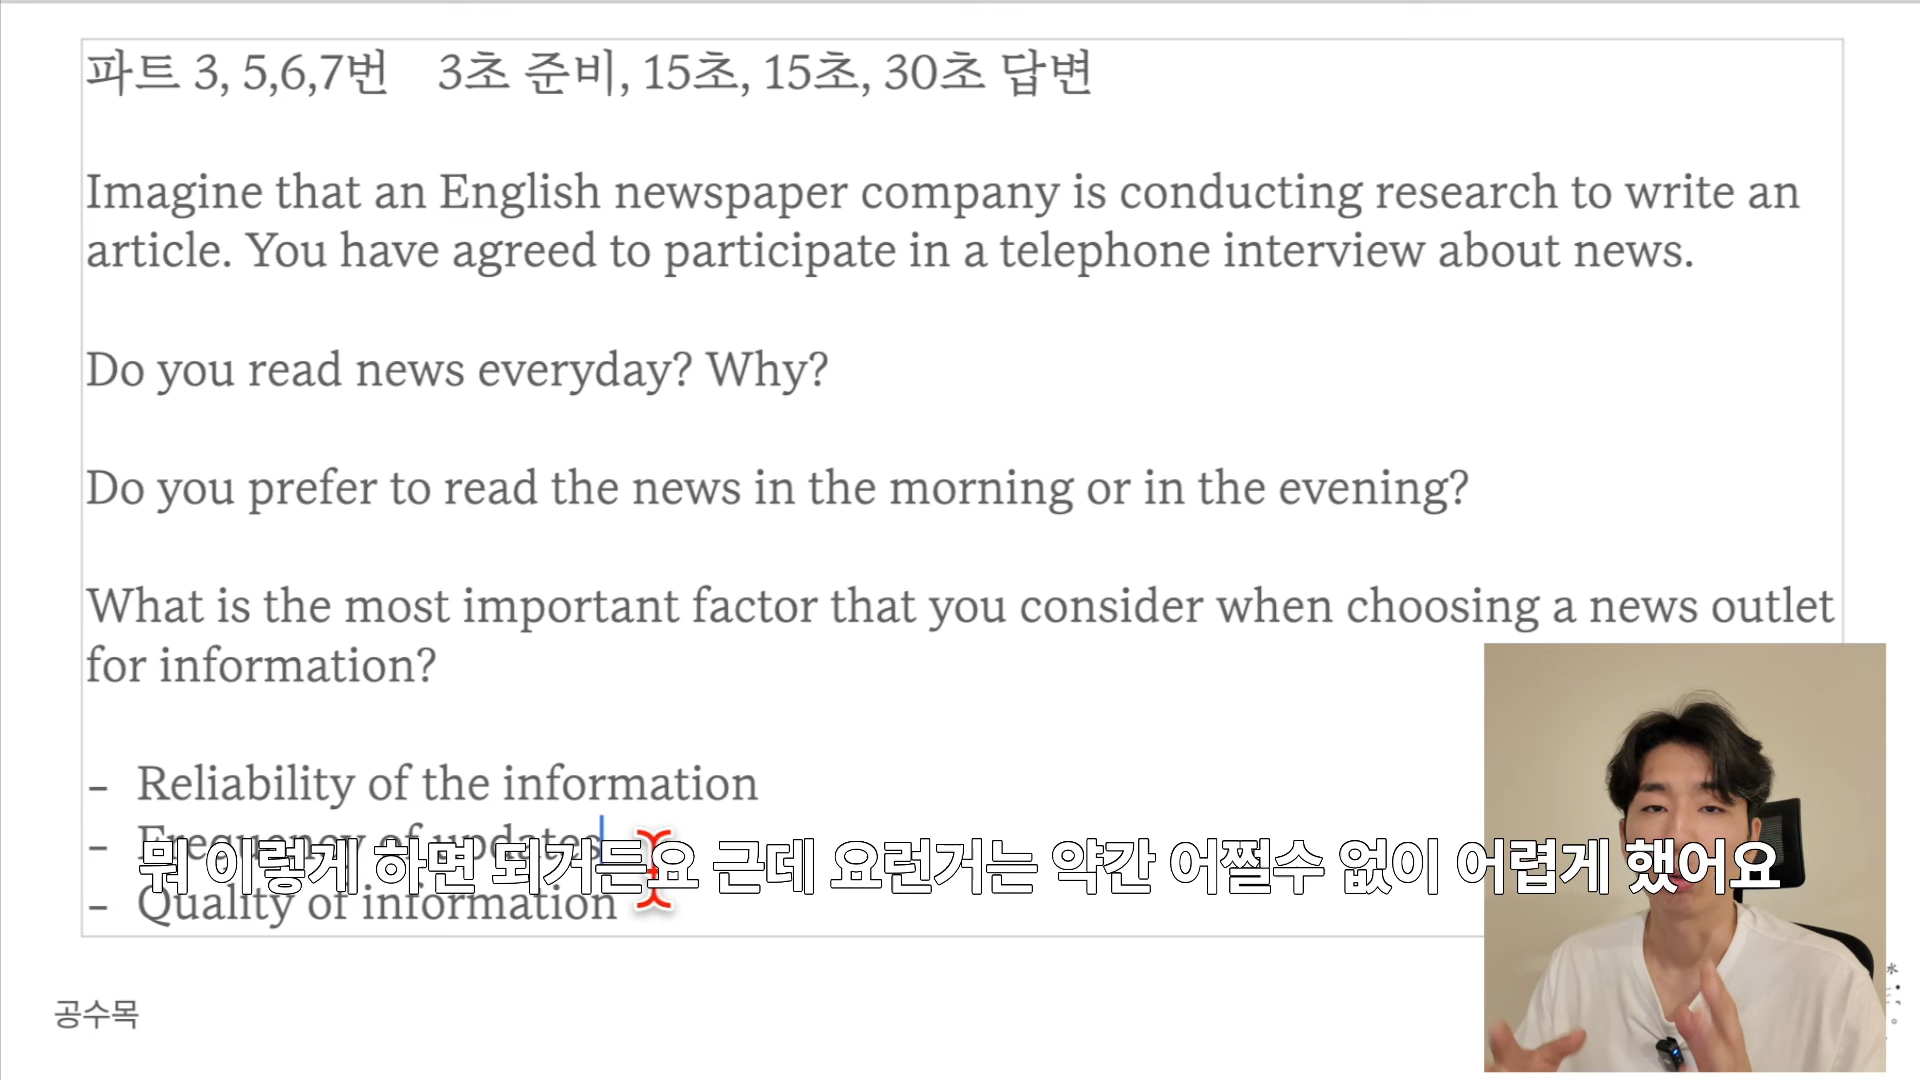 파트 3, 5,6,7번 3초 준비, 15초, 15초, 30초 답변
Imagine that an English newspaper company is conducting research to write an
article. You have agreed to participate in a telephone interview about news.
Do you read news everyday? Why?
Do you prefer to read the news in the morning or in the evening?
What is the most important factor that you consider when choosing a news outlet
for information?
- Reliability of the information
- Frequency of updates
뭐 이렇게 하면 되거든요 근데 요런거는 약간 어쩔수 없이 어렵게 했어요
- Quality of information
공수목
水